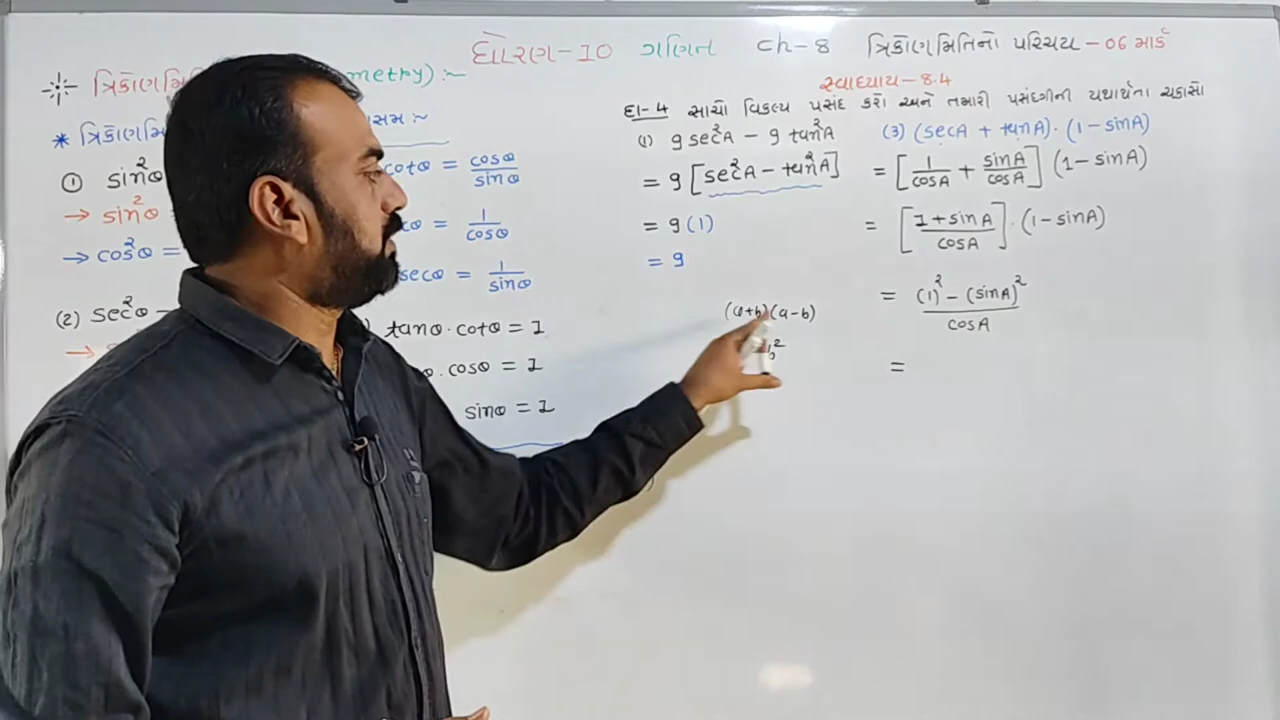 ધોરણ-10 ગણિત Ch-8 ત્રિકોણમિતિનો પરિચય - 06 માર્ક
metry) :~
સમ :~
① sin²θ
→ sin²θ
→ cos²θ =
(2) sec²θ -
cotθ = cosθ/sinθ
= 1/cosθ
secθ = 1/sinθ
tanθ.cotθ = 1
.cosθ = 1
sinθ = 1
સ્વાધ્યાય - 8.4
દા-4 સાચો વિકલ્પ પસંદ કરો અને તમારી પસંદગીની યથાર્થતા ચકાસો
(1) 9 sec²A - 9 tan²A
= 9 [sec²A - tan²A]
= 9 (1)
= 9
(a+b)(a-b)
b²
(3) (secA + tanA).(1 - sinA)
= [1/cosA + sinA/cosA] (1 - sinA)
= [1+sinA/cosA].(1 - sinA)
= (1)² - (sinA)²/cosA
=